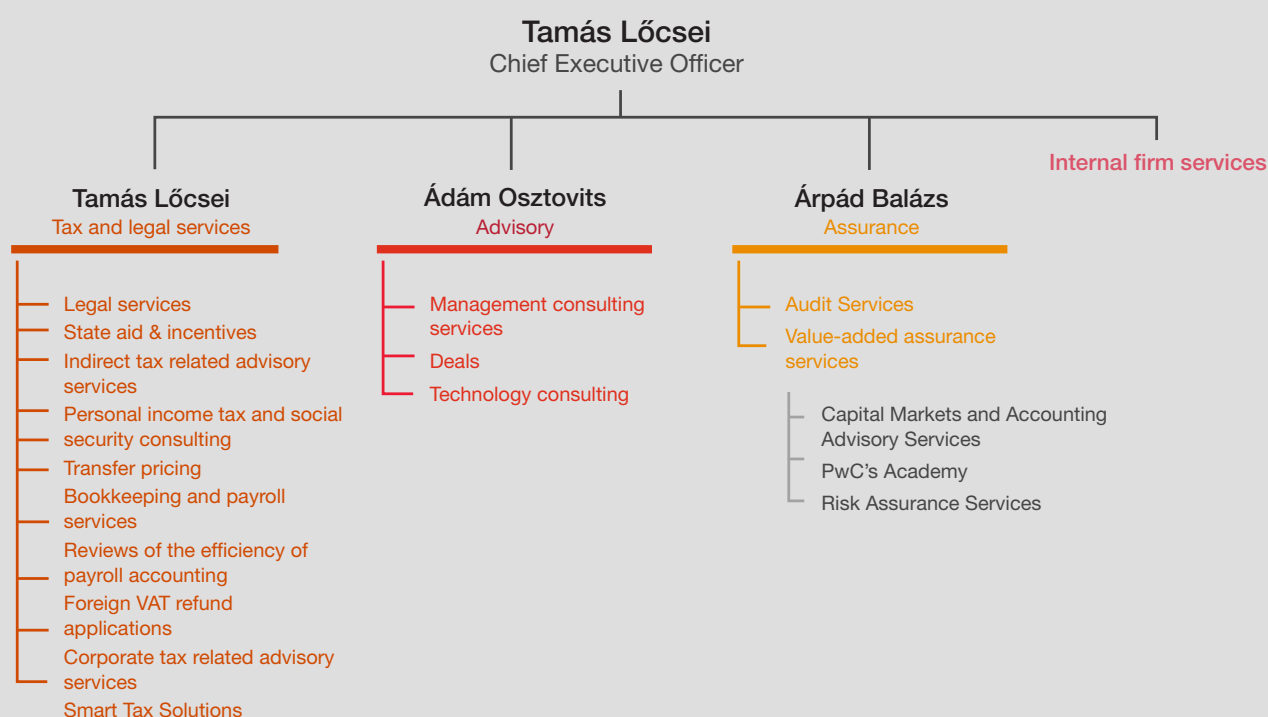 Tamás Lőcsei
Chief Executive Officer
Internal firm services
Tamás Lőcsei
Tax and legal services
Legal services
State aid & incentives
Indirect tax related advisory
services
Personal income tax and social
security consulting
Transfer pricing
Bookkeeping and payroll
services
Reviews of the efficiency of
payroll accounting
Foreign VAT refund
applications
Corporate tax related advisory
services
Smart Tax Solutions
Ádám Osztovits
Advisory
Management consulting
services
Deals
Technology consulting
Árpád Balázs
Assurance
Audit Services
Value-added assurance
services
Capital Markets and Accounting
Advisory Services
PwC’s Academy
Risk Assurance Services